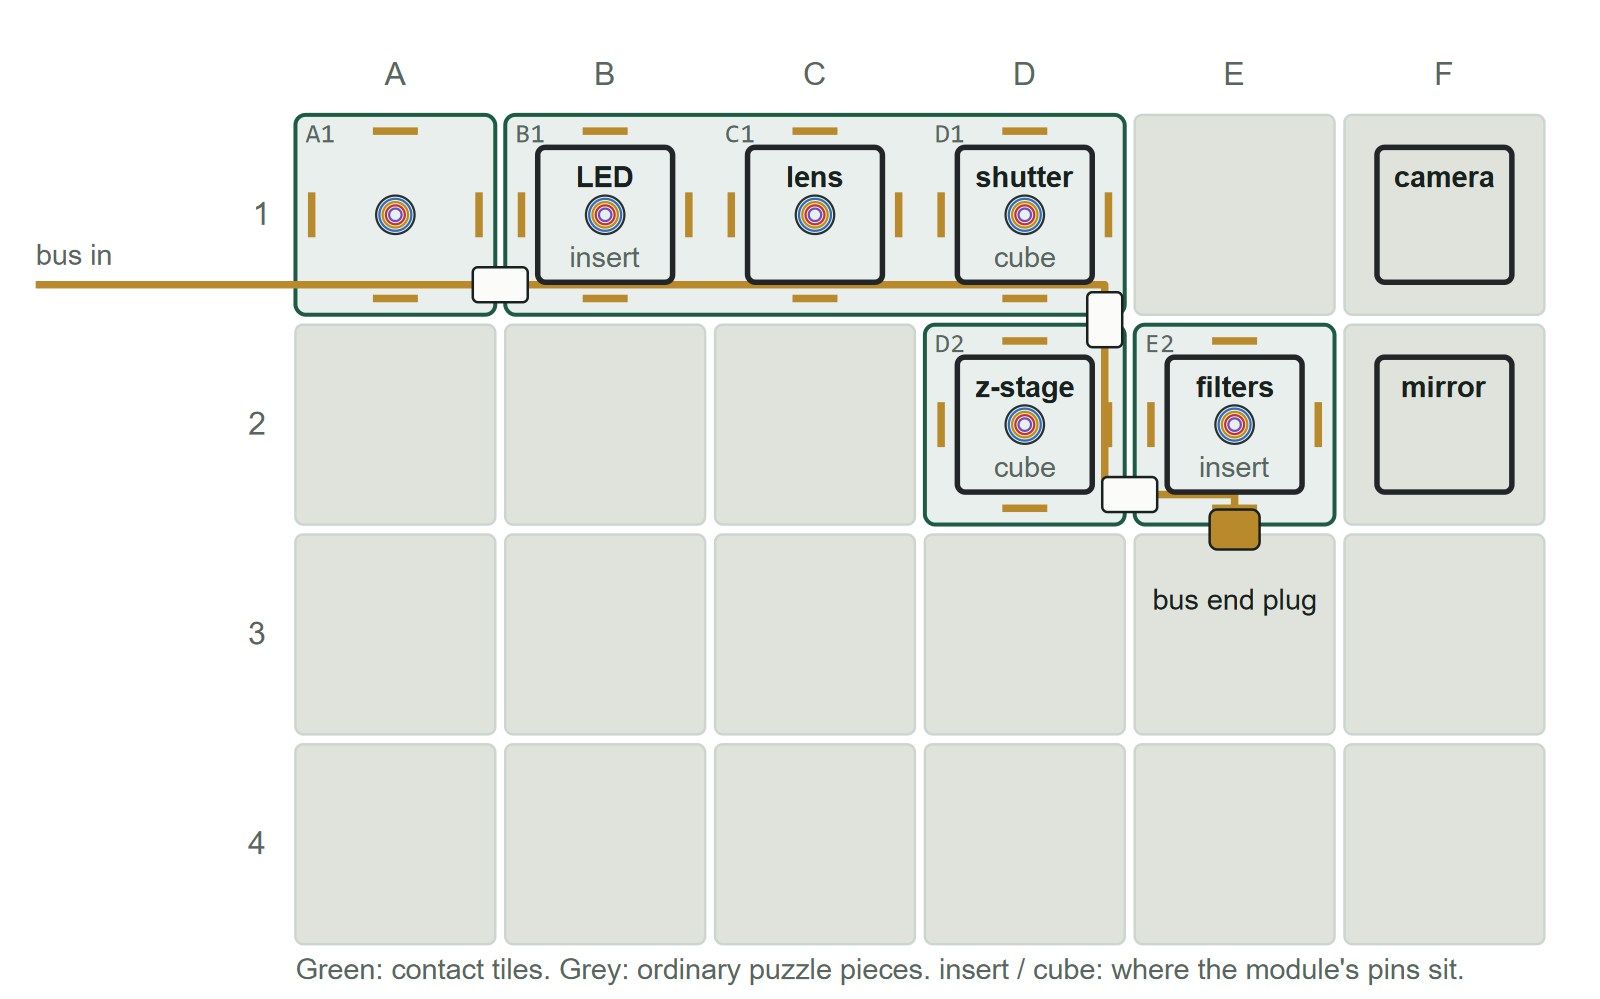 A B C D E F
A1 B1 C1 D1
LED lens shutter camera
1
bus in
insert cube
D2 E2
z-stage filters mirror
2
cube insert
bus end plug
3
4
Green: contact tiles. Grey: ordinary puzzle pieces. insert / cube: where the module's pins sit.